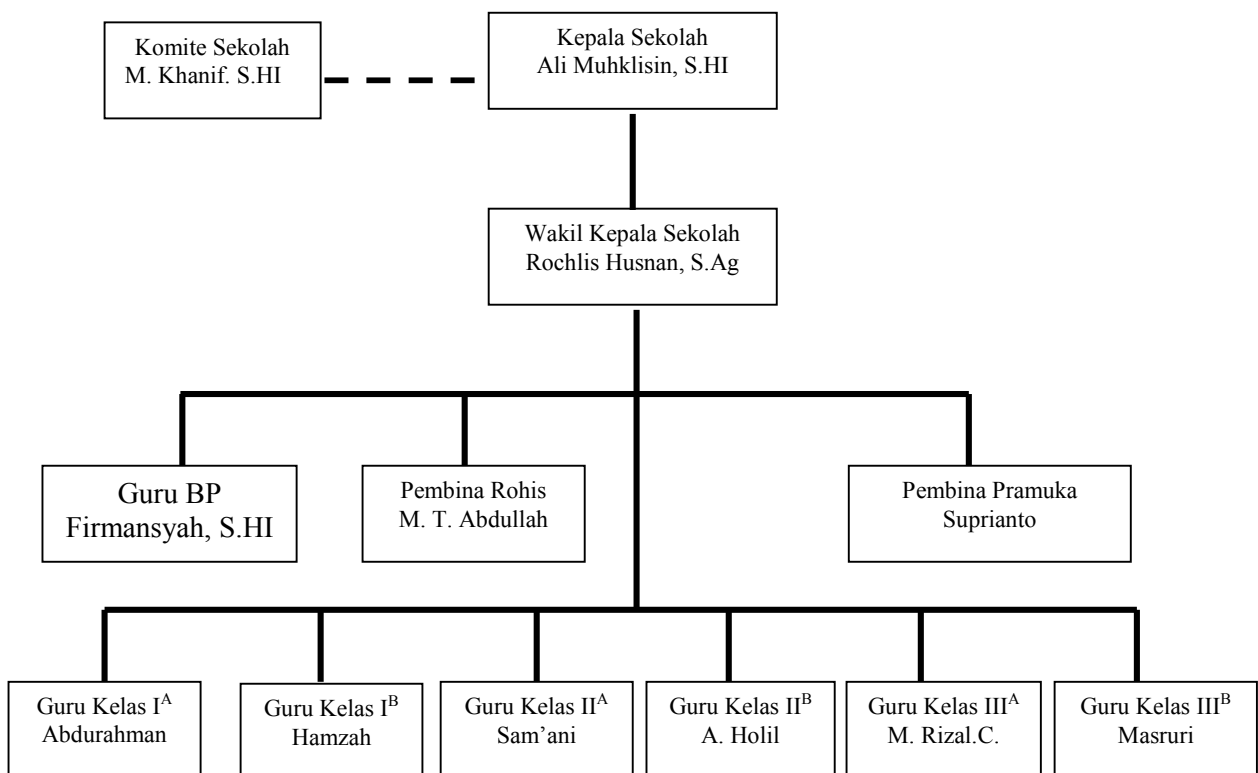 Komite Sekolah
M. Khanif. S.HI
Kepala Sekolah
Ali Muhklisin, S.HI
Wakil Kepala Sekolah
Rochlis Husnan, S.Ag
Guru BP
Firmansyah, S.HI
Pembina Rohis
M. T. Abdullah
Pembina Pramuka
Suprianto
Guru Kelas I^A
Abdurahman
Guru Kelas I^B
Hamzah
Guru Kelas II^A
Sam’ani
Guru Kelas II^B
A. Holil
Guru Kelas III^A
M. Rizal.C.
Guru Kelas III^B
Masruri